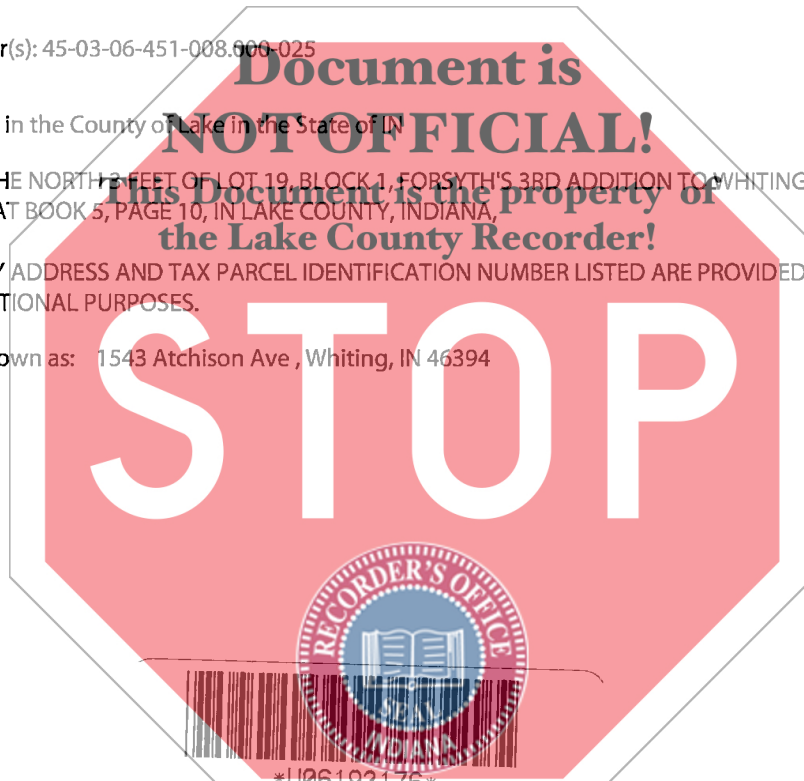 r(s): 45-03-06-451-008.000-025
Document is
in the County of Lake in the State of IN
NOT OFFICIAL!
HE NORTH 3 FEET OF LOT 19, BLOCK 1, FORSYTH'S 3RD ADDITION TO WHITING
This Document is the property of
AT BOOK 5, PAGE 10, IN LAKE COUNTY, INDIANA,
the Lake County Recorder!
Y ADDRESS AND TAX PARCEL IDENTIFICATION NUMBER LISTED ARE PROVIDED
TIONAL PURPOSES.
own as: 1543 Atchison Ave , Whiting, IN 46394
STOP
RECORDER'S OFFICE
SEAL
INDIANA
*U06193176*